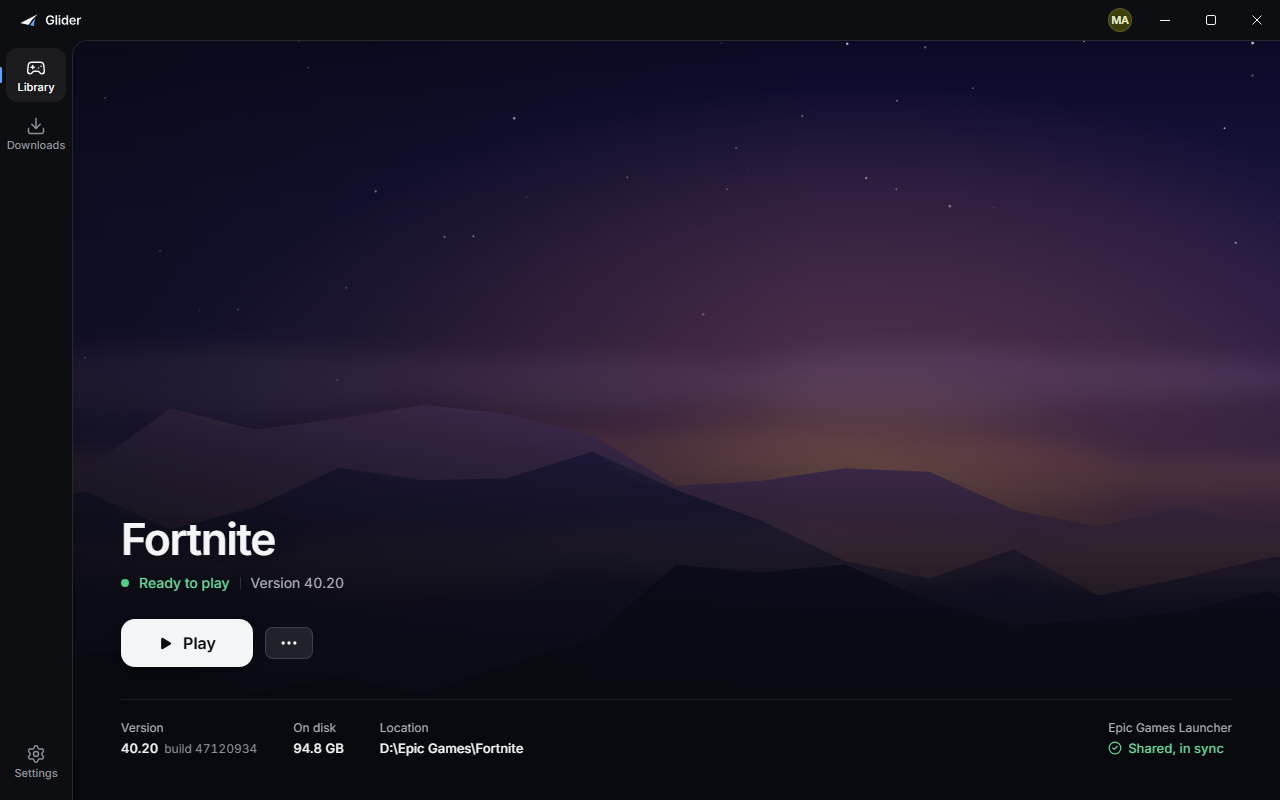 Glider
MA
Library
Downloads
Fortnite
Ready to play
Version 40.20
Play
Version
40.20 build 47120934
On disk
94.8 GB
Location
D:\Epic Games\Fortnite
Epic Games Launcher
Shared, in sync
Settings